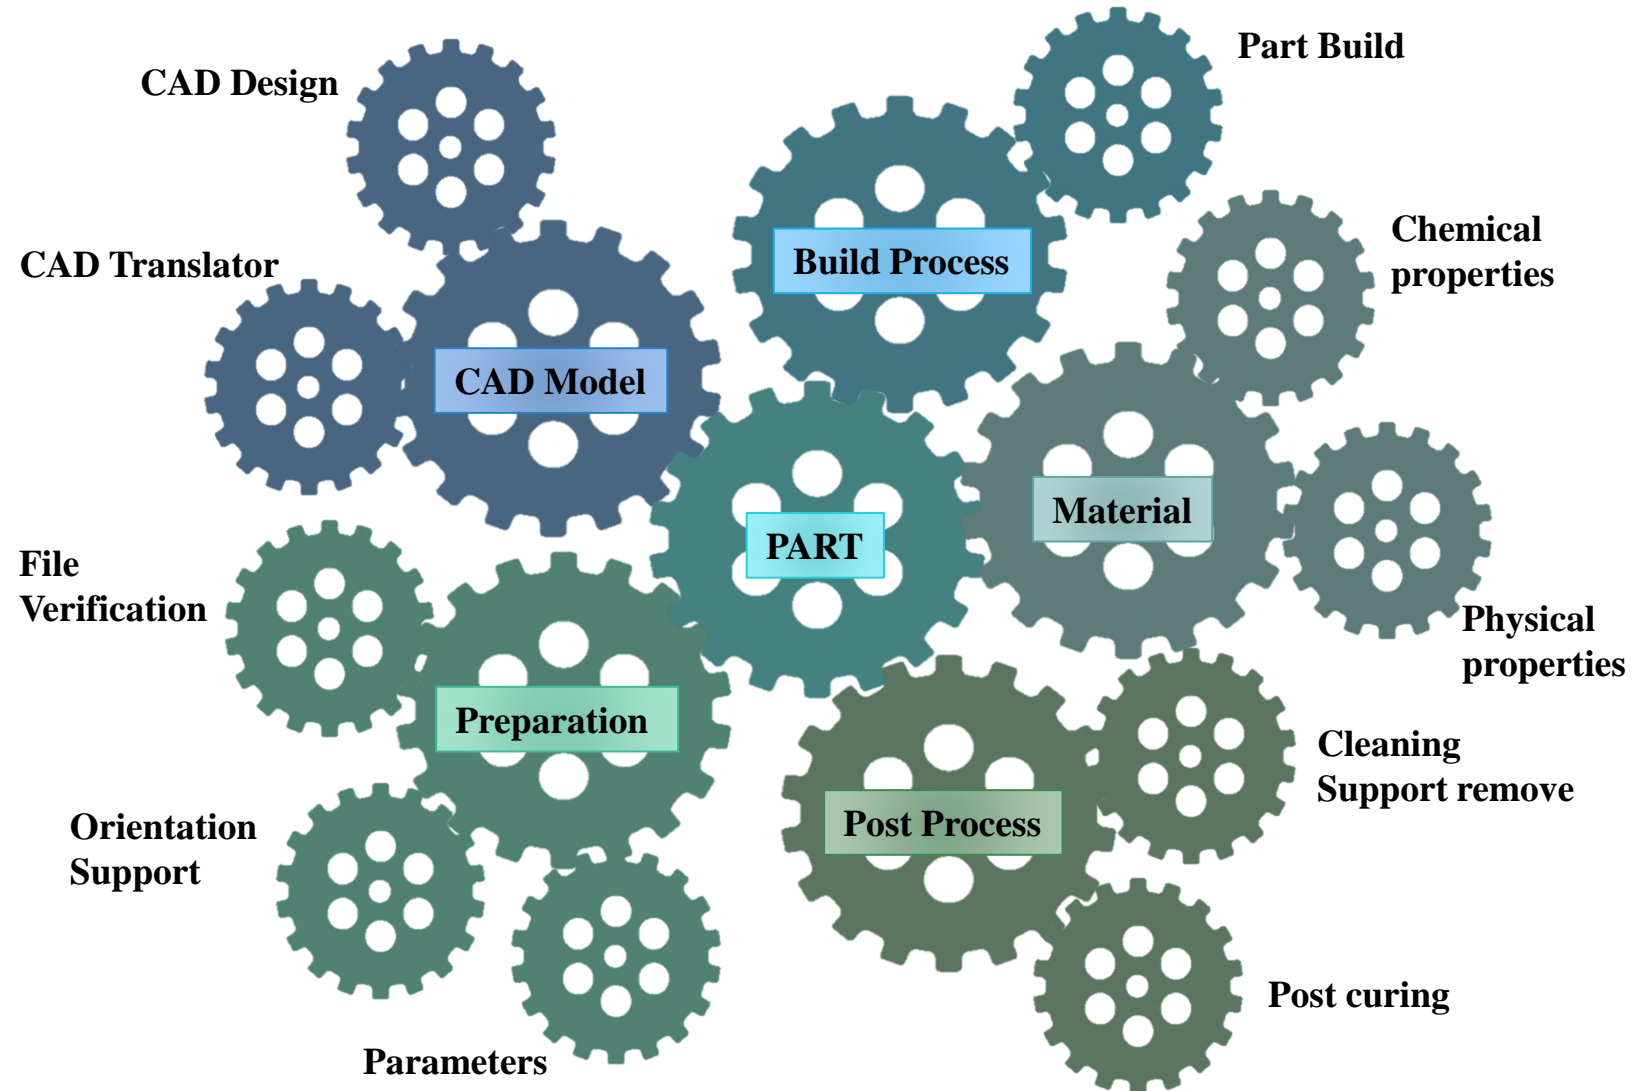 Part Build
CAD Design
Chemical
properties
CAD Translator
Build Process
CAD Model
Material
PART
File
Verification
Physical
properties
Preparation
Cleaning
Support remove
Post Process
Orientation
Support
Post curing
Parameters